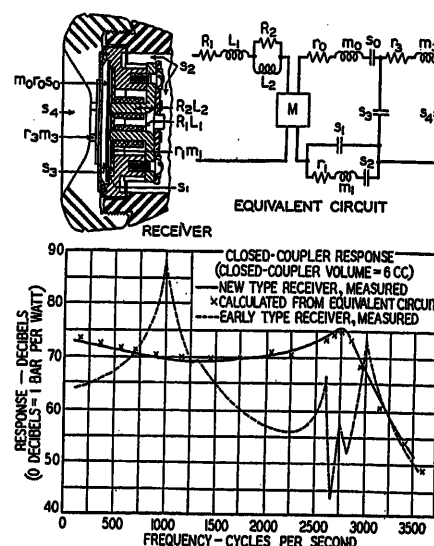 m₀r₀s₀
s₄
r₃m₃
s₃
s₂
R₂L₂
R₁L₁
r₁m₁
s₁
RECEIVER
R₁ L₁ R₂
L₂
M
r₀ m₀ s₀ r₃ m₃
s₃ s₄
s₁
r₁ m₁ s₂
EQUIVALENT CIRCUIT
CLOSED-COUPLER RESPONSE
(CLOSED-COUPLER VOLUME = 6 CC)
NEW TYPE RECEIVER, MEASURED
× CALCULATED FROM EQUIVALENT CIRCUIT
EARLY TYPE RECEIVER, MEASURED
RESPONSE – DECIBELS
(0 DECIBELS = 1 BAR PER WATT)
90
80
70
60
50
40
0 500 1000 1500 2000 2500 3000 3500
FREQUENCY – CYCLES PER SECOND